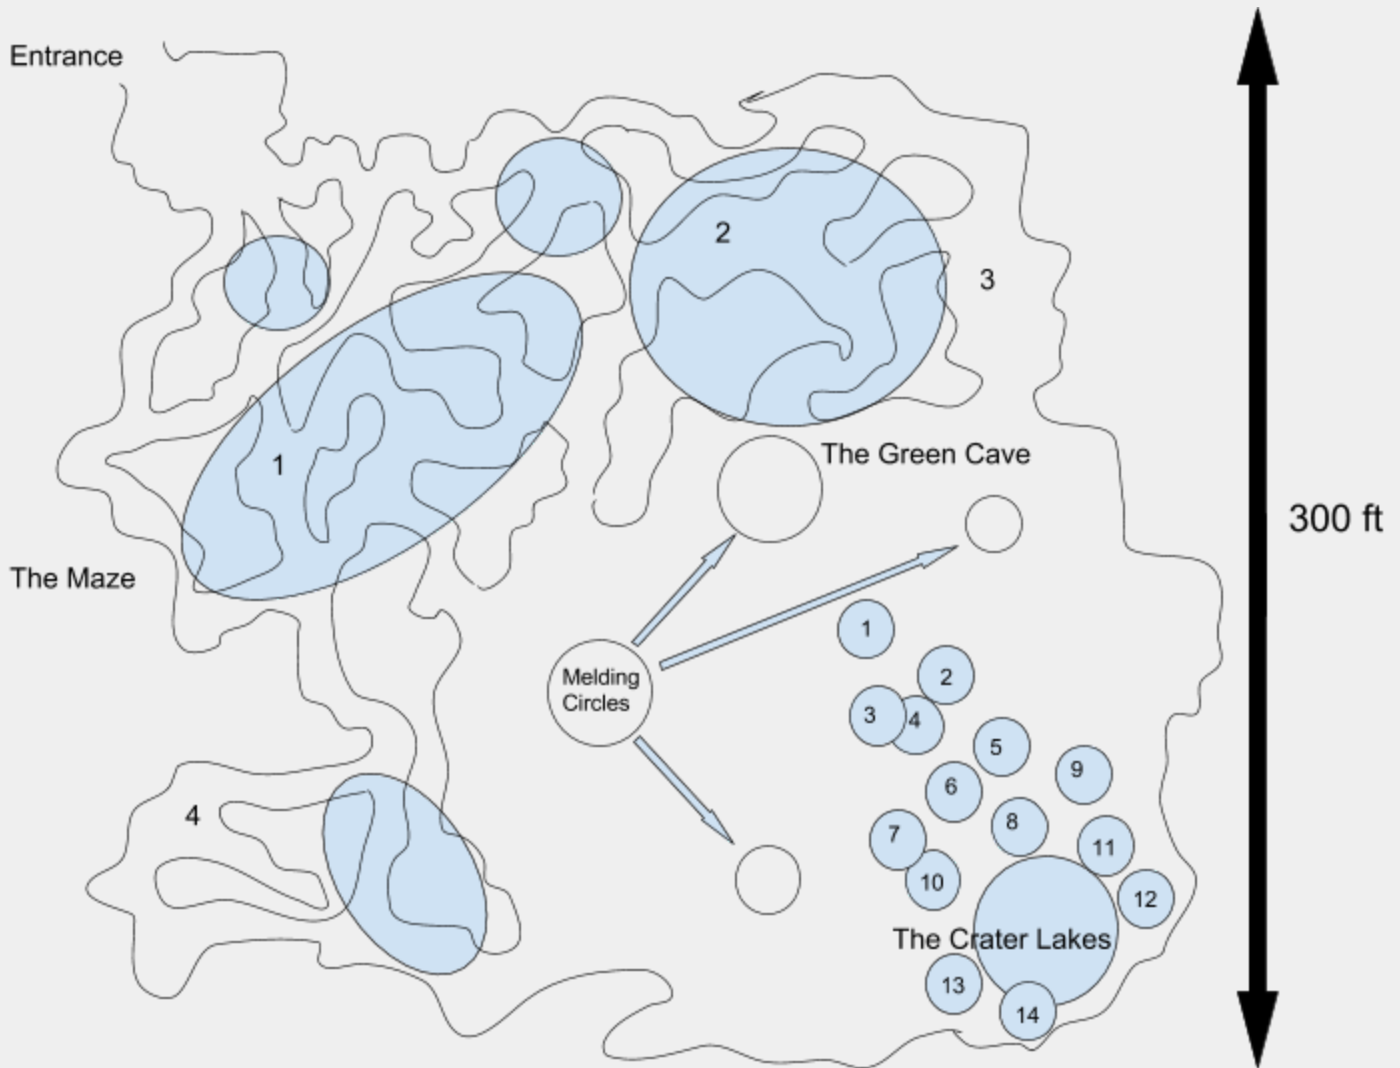 Entrance
2
3
The Green Cave
1
300 ft
The Maze
1
Melding
Circles
2
3
4
5
9
6
4
8
7
11
10
12
The Crater Lakes
13
14